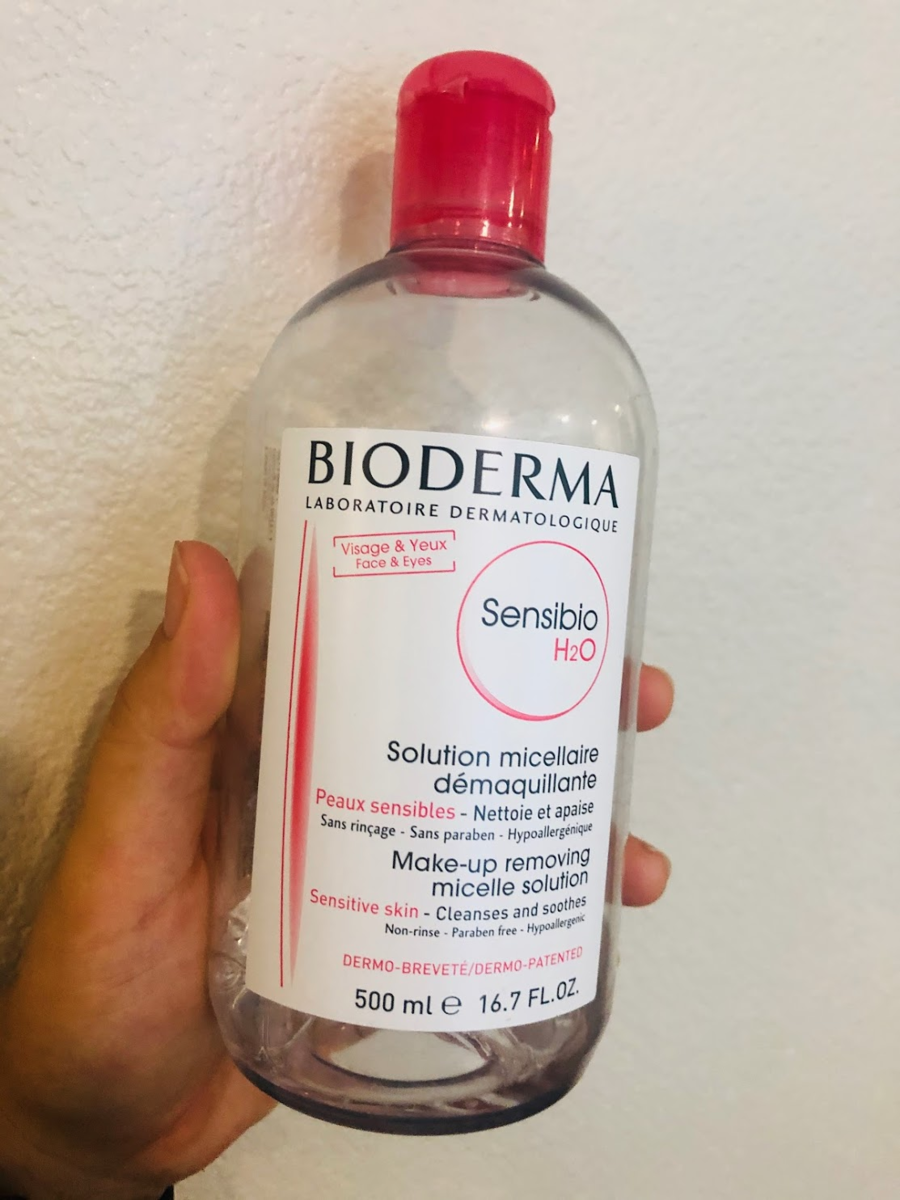 BIODERMA
LABORATOIRE DERMATOLOGIQUE
Visage & Yeux
Face & Eyes
Sensibio
H2O
Solution micellaire
démaquillante
Peaux sensibles - Nettoie et apaise
Sans rinçage - Sans paraben - Hypoallergénique
Make-up removing
micelle solution
Sensitive skin - Cleanses and soothes
Non-rinse - Paraben free - Hypoallergenic
DERMO-BREVETÉ/DERMO-PATENTED
500 ml e 16.7 FL.OZ.